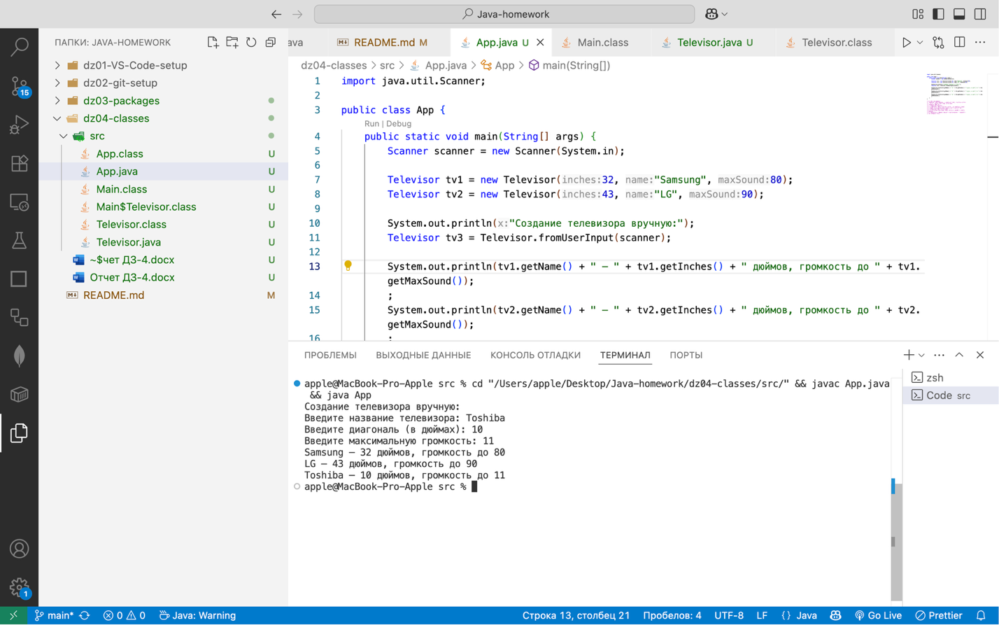 Java-homework
ПАПКИ: JAVA-HOMEWORK
dz01-VS-Code-setup
dz02-git-setup
dz03-packages
dz04-classes
src
App.class U
App.java U
Main.class U
Main$Televisor.class U
Televisor.class U
Televisor.java U
~$чет ДЗ-4.docx U
Отчет ДЗ-4.docx U
README.md M
15
1
ava README.md M App.java U Main.class Televisor.java U Televisor.class
dz04-classes > src > App.java > App > main(String[])
1 import java.util.Scanner;
2
3 public class App {
Run | Debug
4 public static void main(String[] args) {
5 Scanner scanner = new Scanner(System.in);
6
7 Televisor tv1 = new Televisor(inches:32, name:"Samsung", maxSound:80);
8 Televisor tv2 = new Televisor(inches:43, name:"LG", maxSound:90);
9
10 System.out.println(x:"Создание телевизора вручную:");
11 Televisor tv3 = Televisor.fromUserInput(scanner);
12
13 System.out.println(tv1.getName() + " — " + tv1.getInches() + " дюймов, громкость до " + tv1.
getMaxSound());
14 ;
15 System.out.println(tv2.getName() + " — " + tv2.getInches() + " дюймов, громкость до " + tv2.
getMaxSound());
16 ;
ПРОБЛЕМЫ ВЫХОДНЫЕ ДАННЫЕ КОНСОЛЬ ОТЛАДКИ ТЕРМИНАЛ ПОРТЫ
apple@MacBook-Pro-Apple src % cd "/Users/apple/Desktop/Java-homework/dz04-classes/src/" && javac App.java
&& java App
Создание телевизора вручную:
Введите название телевизора: Toshiba
Введите диагональ (в дюймах): 10
Введите максимальную громкость: 11
Samsung — 32 дюймов, громкость до 80
LG — 43 дюймов, громкость до 90
Toshiba — 10 дюймов, громкость до 11
apple@MacBook-Pro-Apple src %
zsh
Code src
main* 0 0 Java: Warning Строка 13, столбец 21 Пробелов: 4 UTF-8 LF {} Java Go Live Prettier